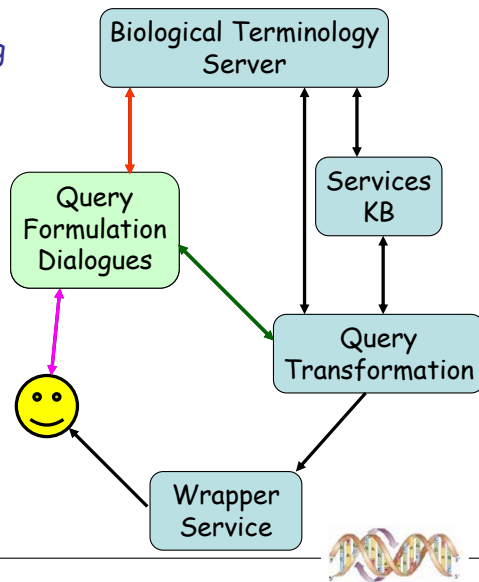 Biological Terminology
Server
g
Query
Formulation
Dialogues
Services
KB
Query
Transformation
Wrapper
Service